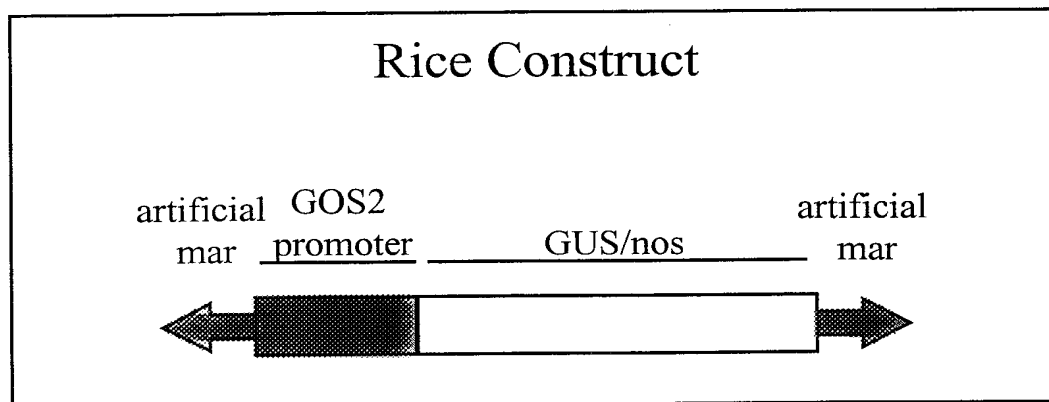 Rice Construct
artificial
mar
GOS2
promoter
GUS/nos
artificial
mar